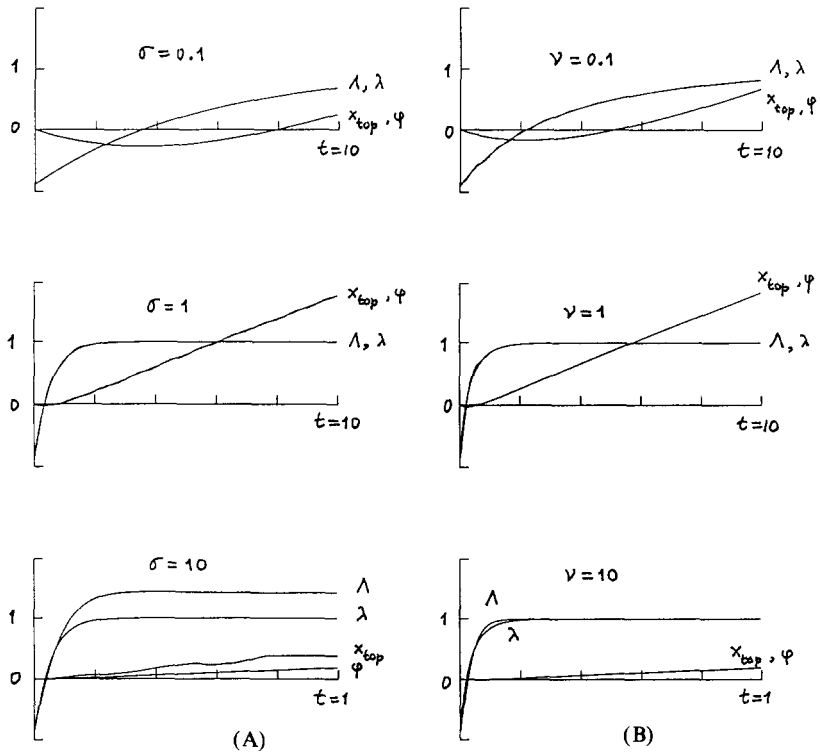 σ = 0.1
1
Λ, λ
0
x_top, φ
t=10
ν = 0.1
1
Λ, λ
x_top, φ
0
t=10
σ = 1
x_top, φ
1
Λ, λ
0
t=10
x_top, φ
ν = 1
1
Λ, λ
0
t=10
σ = 10
Λ
1
λ
x_top
φ
0
t=1
(A)
ν = 10
Λ
1
λ
x_top, φ
0
t=1
(B)